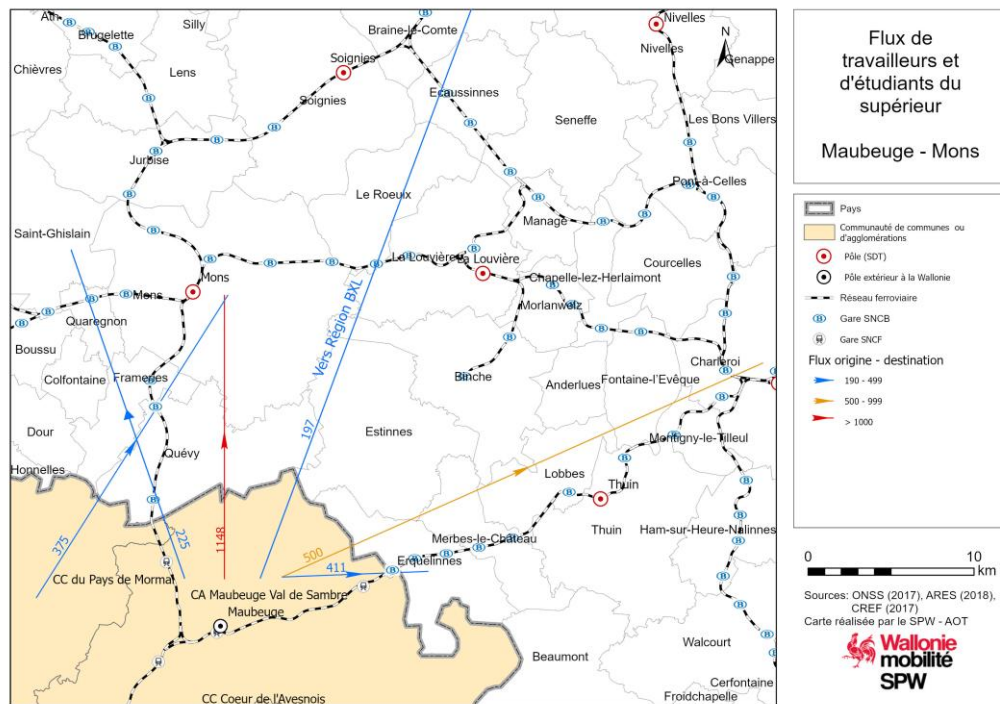 Ath
Brugelette
Silly
Braine-le-Comte
Nivelles
Nivelles
N
Genappe
Chièvres
Lens
Soignies
Soignies
Ecaussinnes
Seneffe
Les Bons Villers
Jurbise
Le Roeulx
Pont-à-Celles
Manage
Saint-Ghislain
La Louvière
La Louvière
Courcelles
Mons
Mons
Chapelle-lez-Herlaimont
Morlanwelz
Quaregnon
Boussu
Vers Région BXL
Charleroi
Colfontaine
Frameries
Binche
Anderlues
Fontaine-l'Evêque
Dour
Estinnes
197
Montigny-le-Tilleul
Honnelles
Quévy
Lobbes
Thuin
Thuin
Ham-sur-Heure-Nalinnes
375
225
1148
500
411
Merbes-le-Château
Erquelinnes
CC du Pays de Mormal
CA Maubeuge Val de Sambre
Maubeuge
Beaumont
Walcourt
Cerfontaine
Froidchapelle
CC Coeur de l'Avesnois
Flux de
travailleurs et
d'étudiants du
supérieur
Maubeuge - Mons
Pays
Communauté de communes ou
d'agglomérations
Pôle (SDT)
Pôle extérieur à la Wallonie
Réseau ferroviaire
B Gare SNCB
Gare SNCF
Flux origine - destination
190 - 499
500 - 999
> 1000
0 10
km
Sources: ONSS (2017), ARES (2018),
CREF (2017)
Carte réalisée par le SPW - AOT
Wallonie
mobilité
SPW